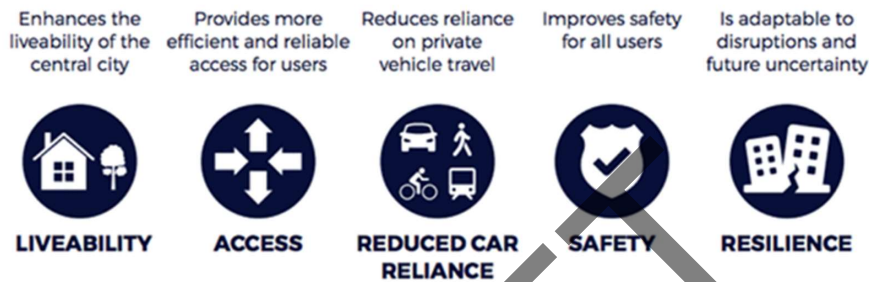 Enhances the
liveability of the
central city
Provides more
efficient and reliable
access for users
Reduces reliance
on private
vehicle travel
Improves safety
for all users
Is adaptable to
disruptions and
future uncertainty
LIVEABILITY
ACCESS
REDUCED CAR
RELIANCE
SAFETY
RESILIENCE